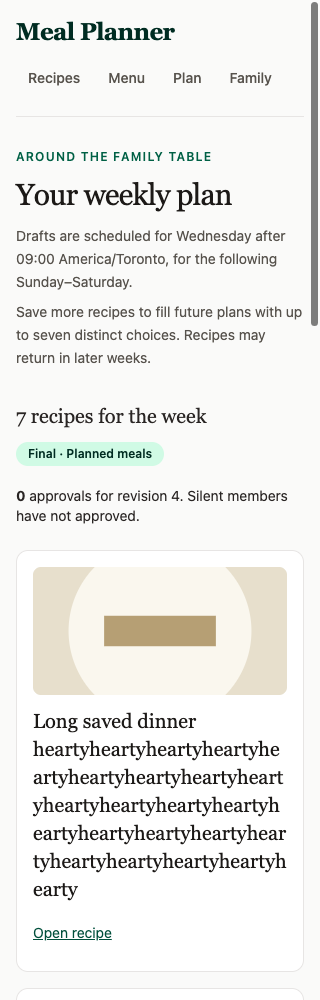 Meal Planner
Recipes Menu Plan Family
AROUND THE FAMILY TABLE
Your weekly plan
Drafts are scheduled for Wednesday after
09:00 America/Toronto, for the following
Sunday–Saturday.
Save more recipes to fill future plans with up
to seven distinct choices. Recipes may
return in later weeks.
7 recipes for the week
Final · Planned meals
0 approvals for revision 4. Silent members
have not approved.
Long saved dinner
heartyheartyheartyheartyhe
artyheartyheartyheartyheart
yheartyheartyheartyheartyh
eartyheartyheartyheartyhear
tyheartyheartyheartyheartyh
earty
Open recipe